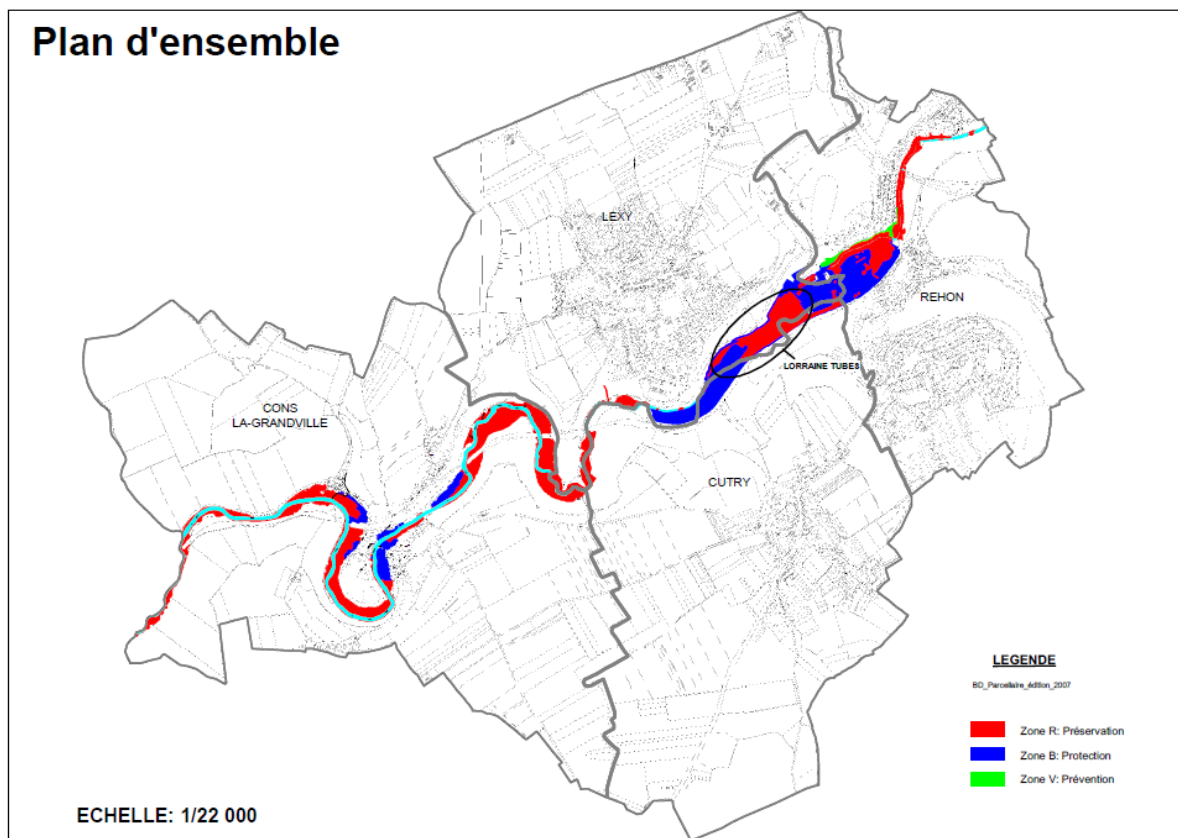 Plan d'ensemble
LEXY
REHON
LORRAINE TUBES
CONS
LA-GRANDVILLE
CUTRY
LEGENDE
BD_Parcellaire_édition_2007
Zone R: Préservation
Zone B: Protection
Zone V: Prévention
ECHELLE: 1/22 000